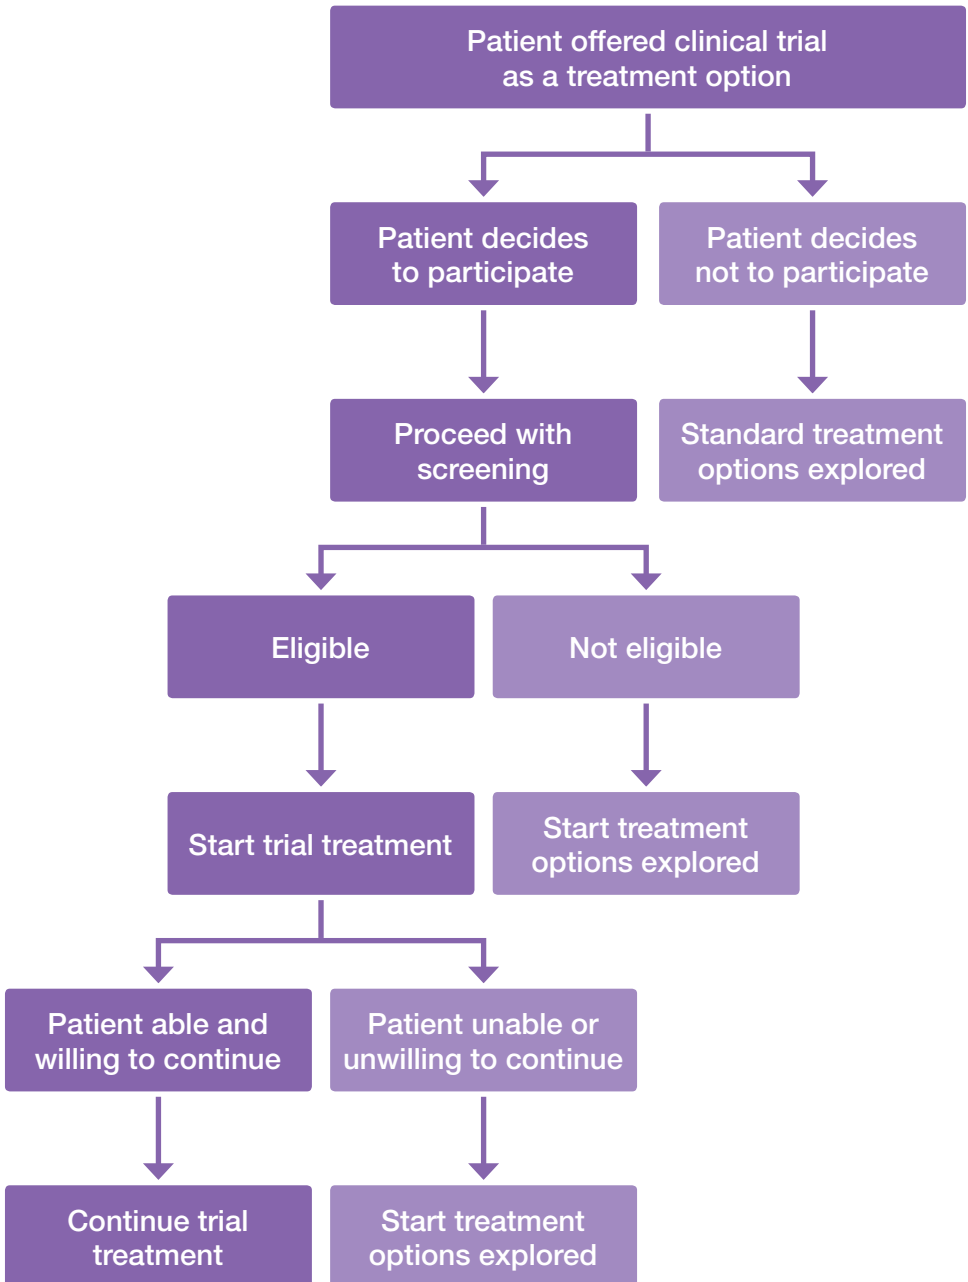 Patient offered clinical trial
as a treatment option
Patient decides
to participate
Patient decides
not to participate
Proceed with
screening
Standard treatment
options explored
Eligible
Not eligible
Start trial treatment
Start treatment
options explored
Patient able and
willing to continue
Patient unable or
unwilling to continue
Continue trial
treatment
Start treatment
options explored